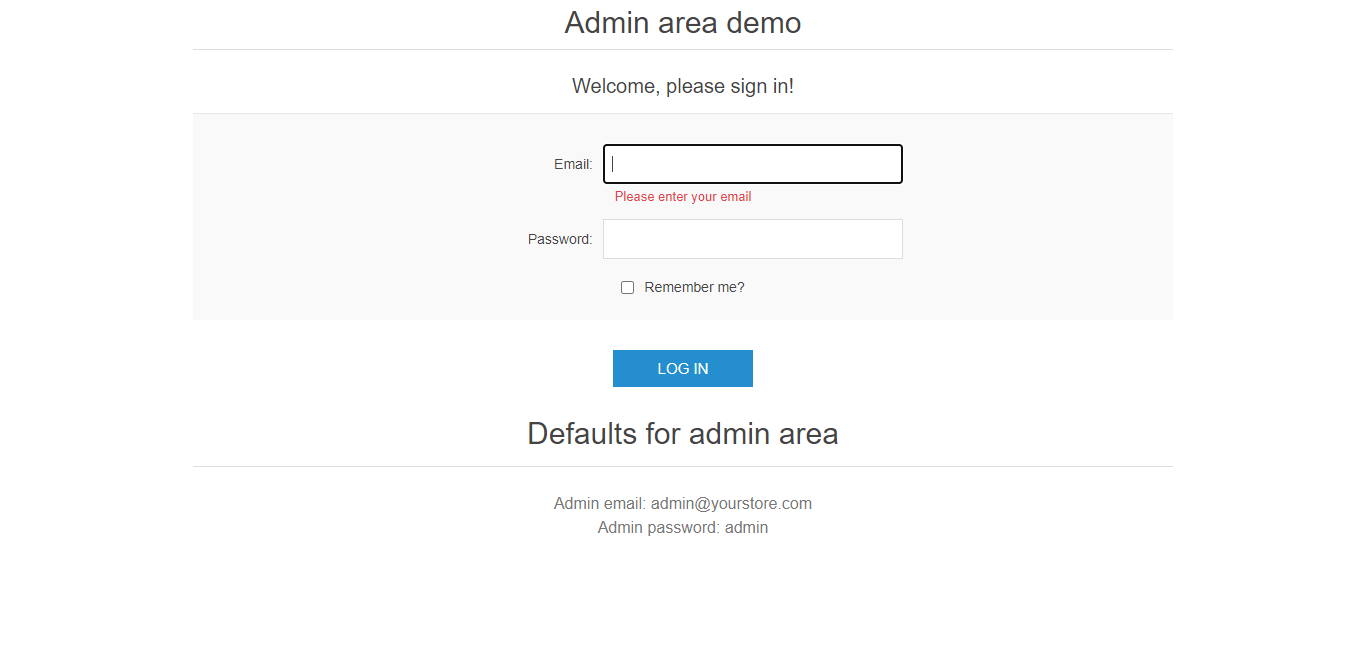 Admin area demo
Welcome, please sign in!
Email:
Please enter your email
Password:
Remember me?
LOG IN
Defaults for admin area
Admin email: admin@yourstore.com
Admin password: admin